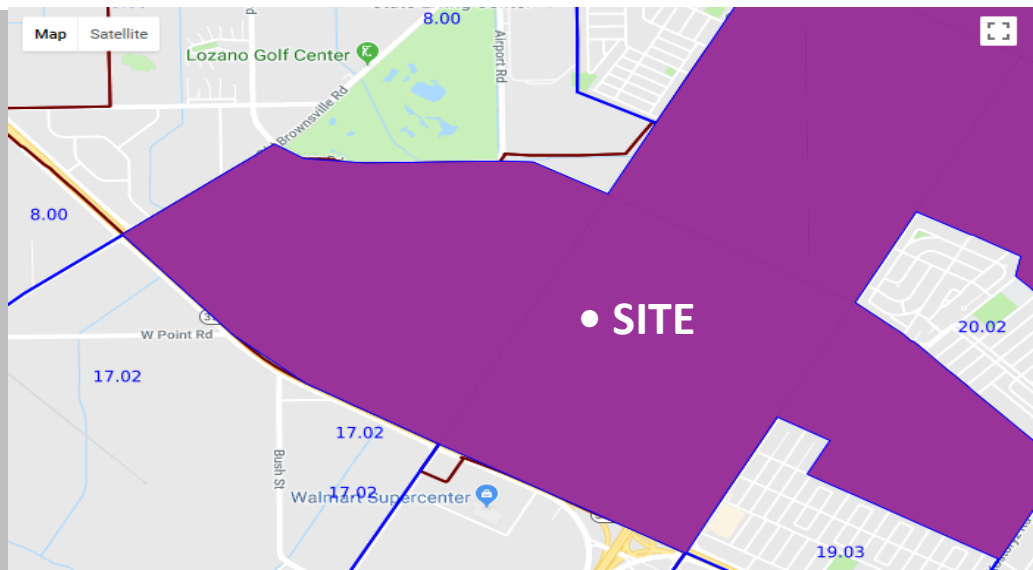 8.00
Map
Satellite
Lozano Golf Center
Airport Rd
Brownsville Rd
8.00
SITE
W Point Rd
20.02
17.02
17.02
Bush St
17.02
Walmart Supercenter
19.03